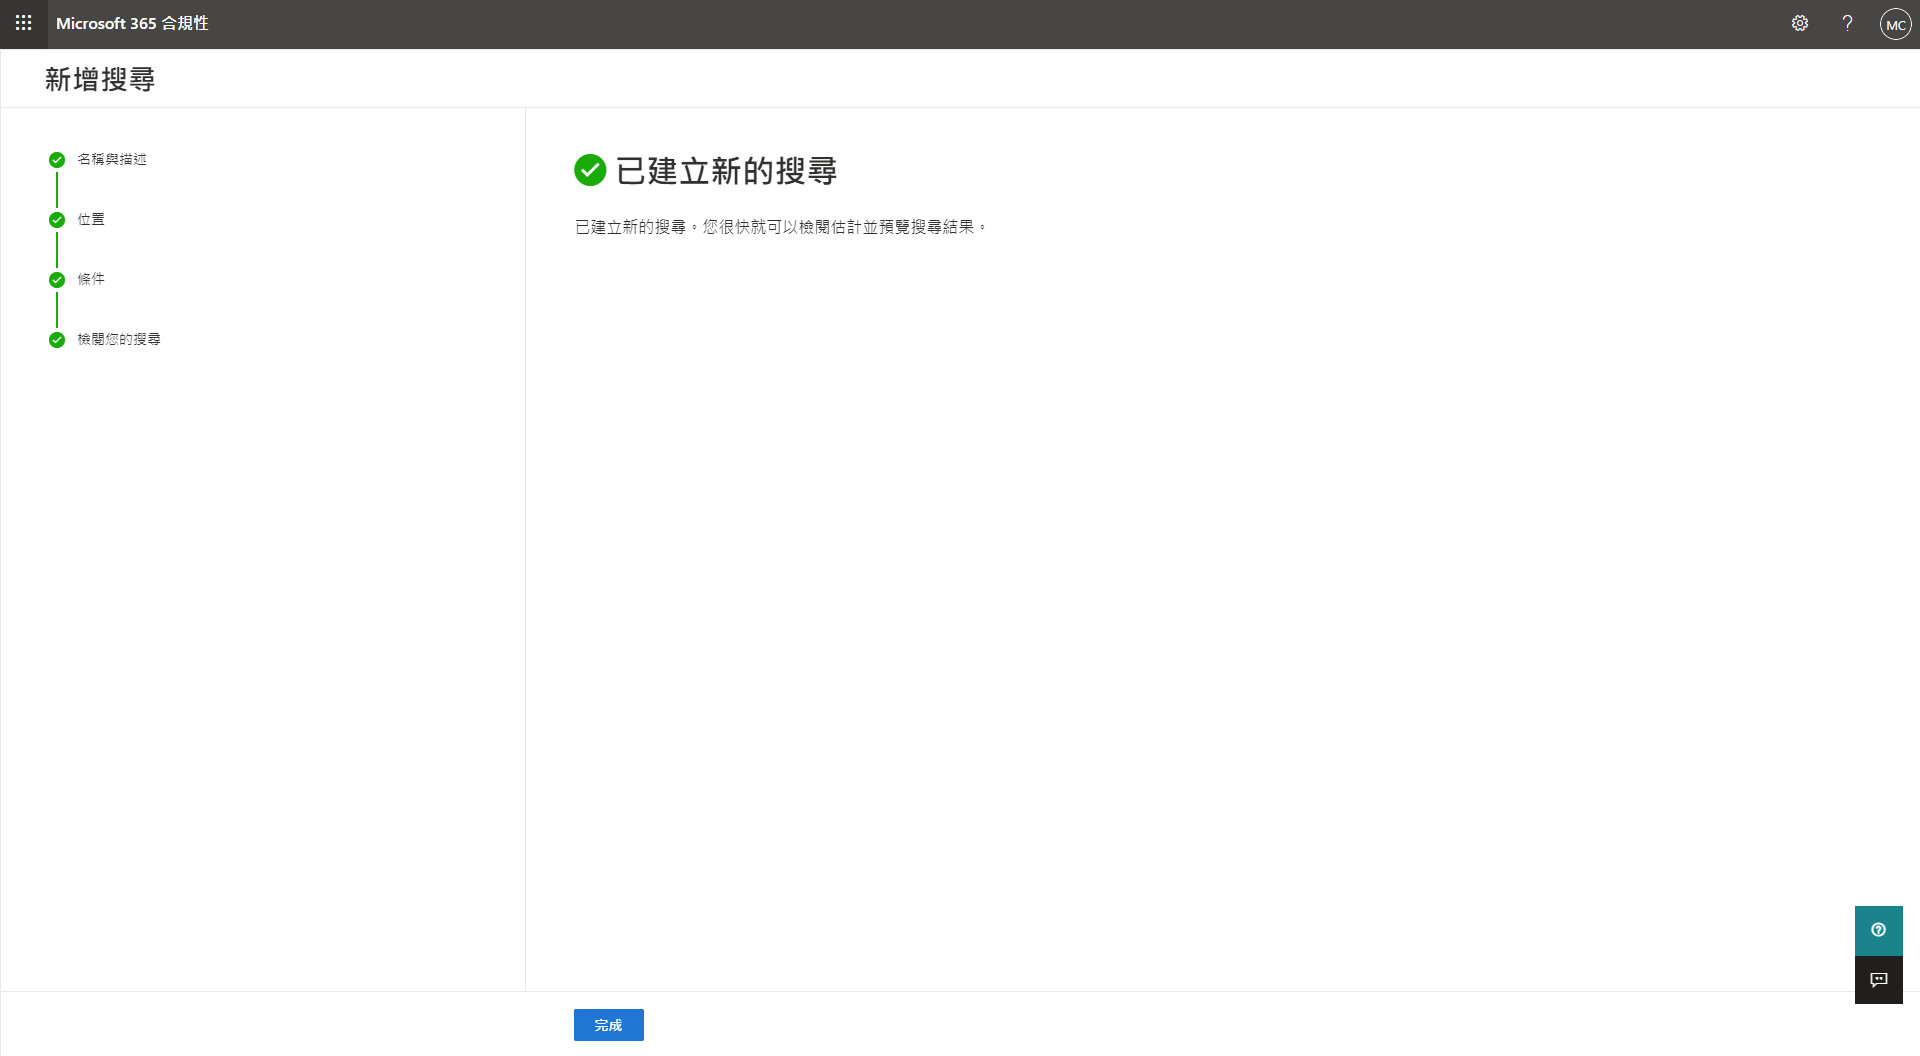 Microsoft 365 合規性
?
MC
新增搜尋
名稱與描述
位置
條件
檢閱您的搜尋
已建立新的搜尋
已建立新的搜尋。您很快就可以檢閱估計並預覽搜尋結果。
完成